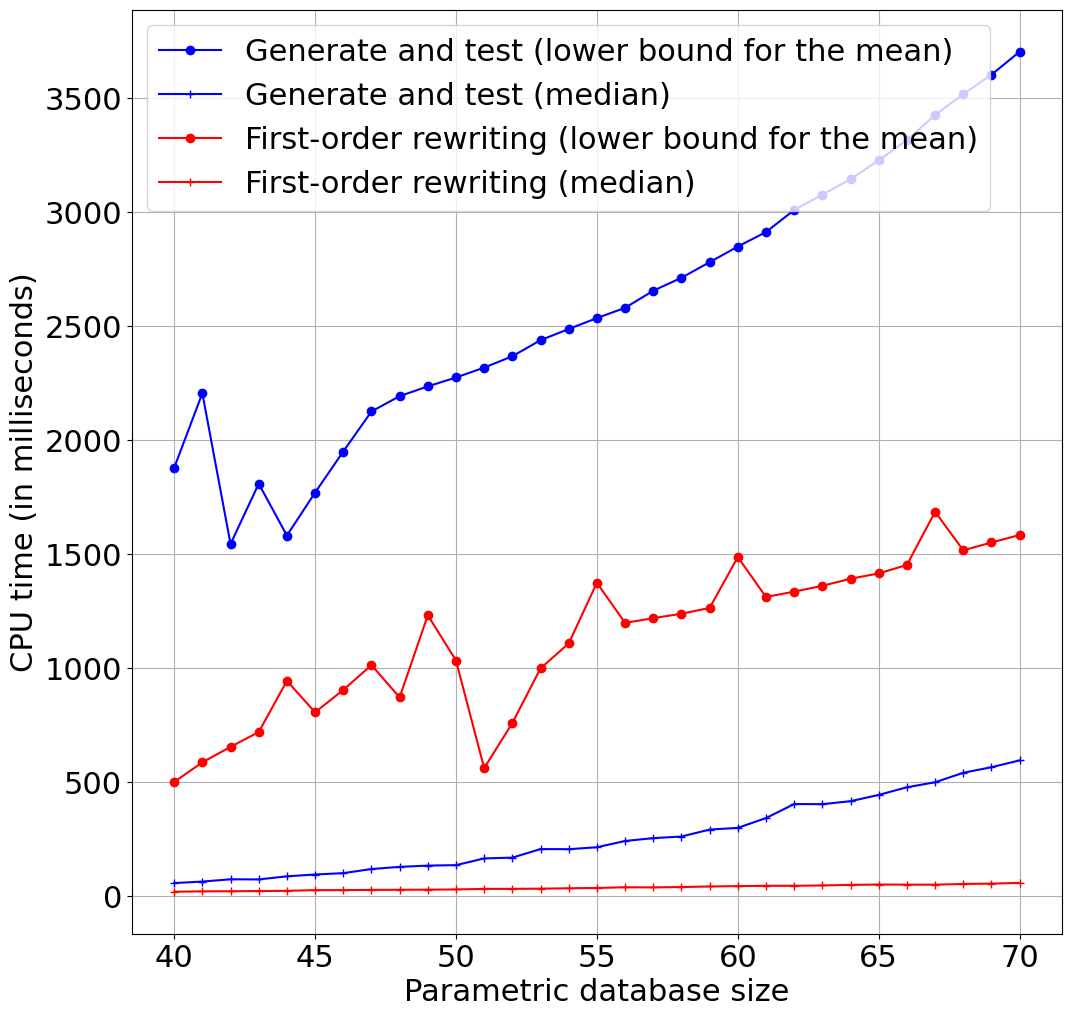 Generate and test (lower bound for the mean)
Generate and test (median)
First-order rewriting (lower bound for the mean)
First-order rewriting (median)
CPU time (in milliseconds)
3500
3000
2500
2000
1500
1000
500
0
40 45 50 55 60 65 70
Parametric database size